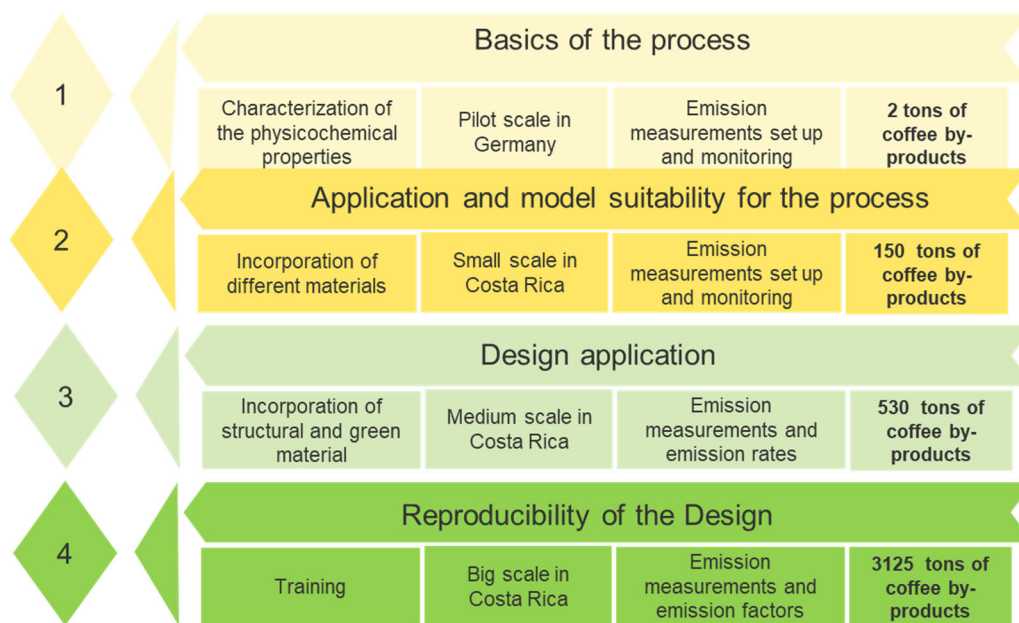 1
Basics of the process
Characterization of
the physicochemical
properties
Pilot scale in
Germany
Emission
measurements set up
and monitoring
2 tons of
coffee by-
products
2
Application and model suitability for the process
Incorporation of
different materials
Small scale in
Costa Rica
Emission
measurements set up
and monitoring
150 tons of
coffee by-
products
3
Design application
Incorporation of
structural and green
material
Medium scale in
Costa Rica
Emission
measurements and
emission rates
530 tons of
coffee by-
products
4
Reproducibility of the Design
Training
Big scale in
Costa Rica
Emission
measurements and
emission factors
3125 tons of
coffee by-
products